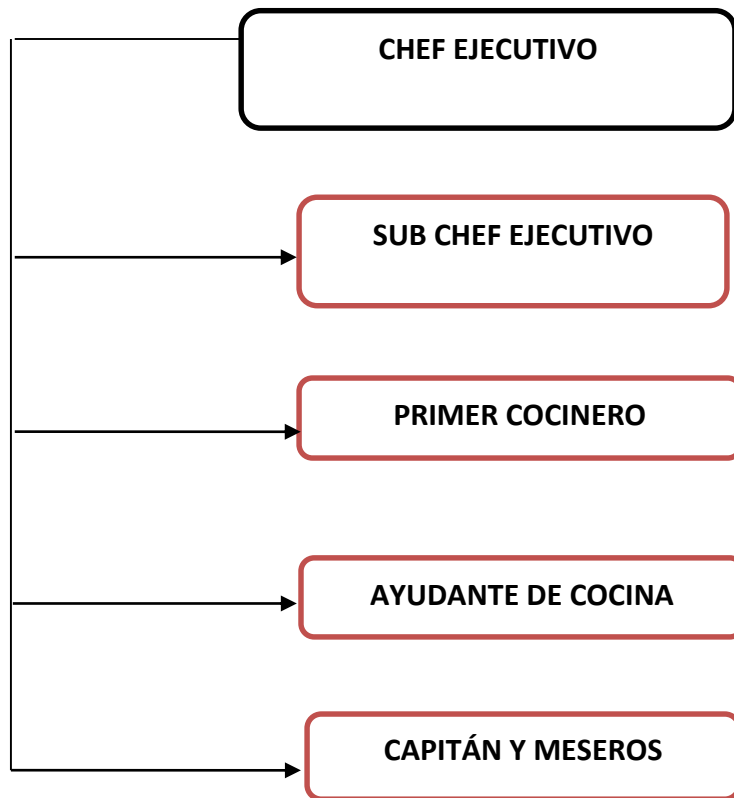 CHEF EJECUTIVO
SUB CHEF EJECUTIVO
PRIMER COCINERO
AYUDANTE DE COCINA
CAPITÁN Y MESEROS